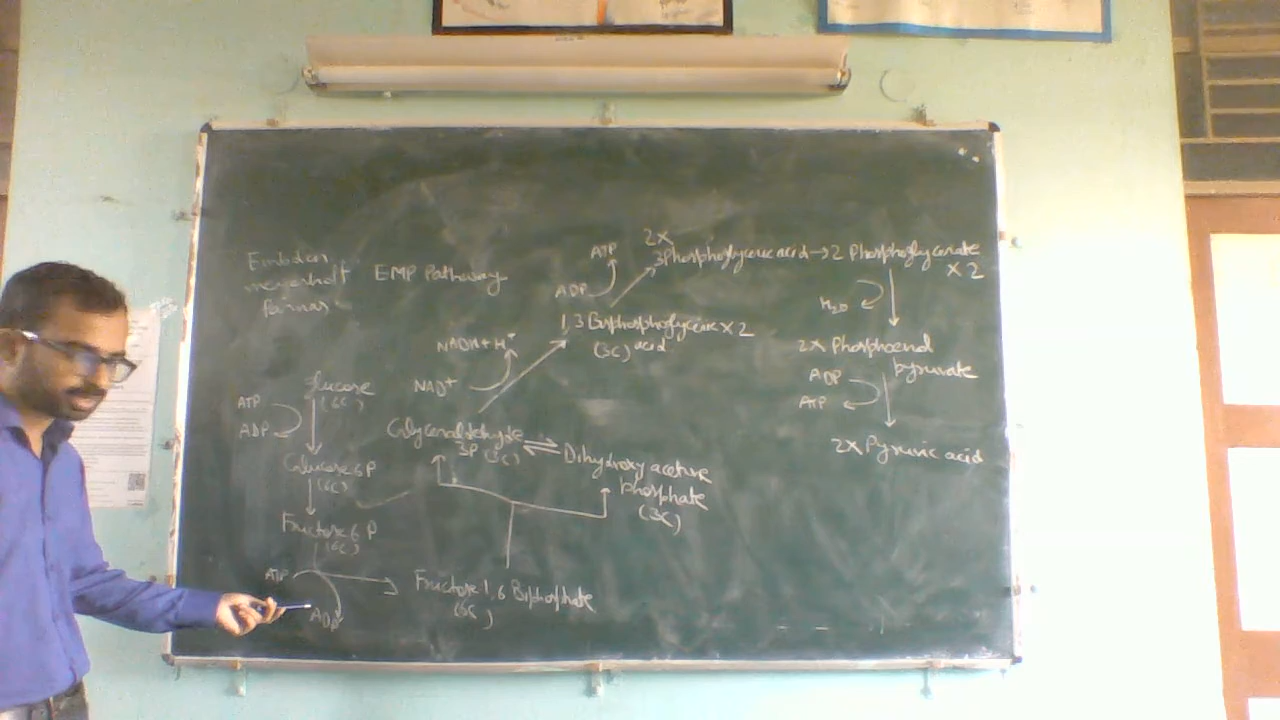 Embden
meyerhoff
Parnas
EMP Pathway
Glucose
(6C)
ATP
ADP
Glucose 6P
(6C)
Fructose 6 P
(6C)
ATP
ADP
Fructose 1,6 Biphosphate
(6C)
Glyceraldehyde
3P (3C)
Dihydroxy acetone
phosphate
(3C)
NAD+
NADH+H+
1,3 Bisphosphoglyceric x 2
(3C) acid
ADP
ATP
2x
3Phosphoglyceric acid → 2 Phosphoglycerate
x 2
H2O
2x Phosphoenol
pyruvate
ADP
ATP
2x Pyruvic acid